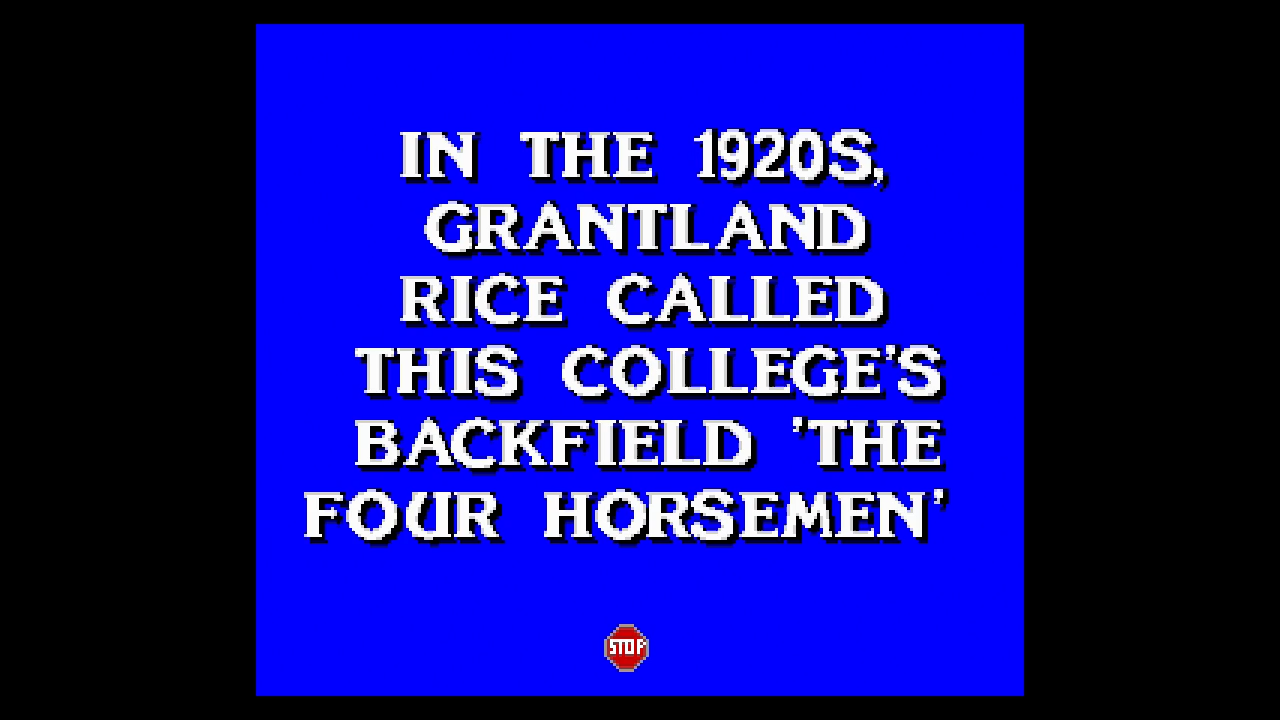 IN THE 1920S,
GRANTLAND
RICE CALLED
THIS COLLEGE'S
BACKFIELD 'THE
FOUR HORSEMEN'
STOP